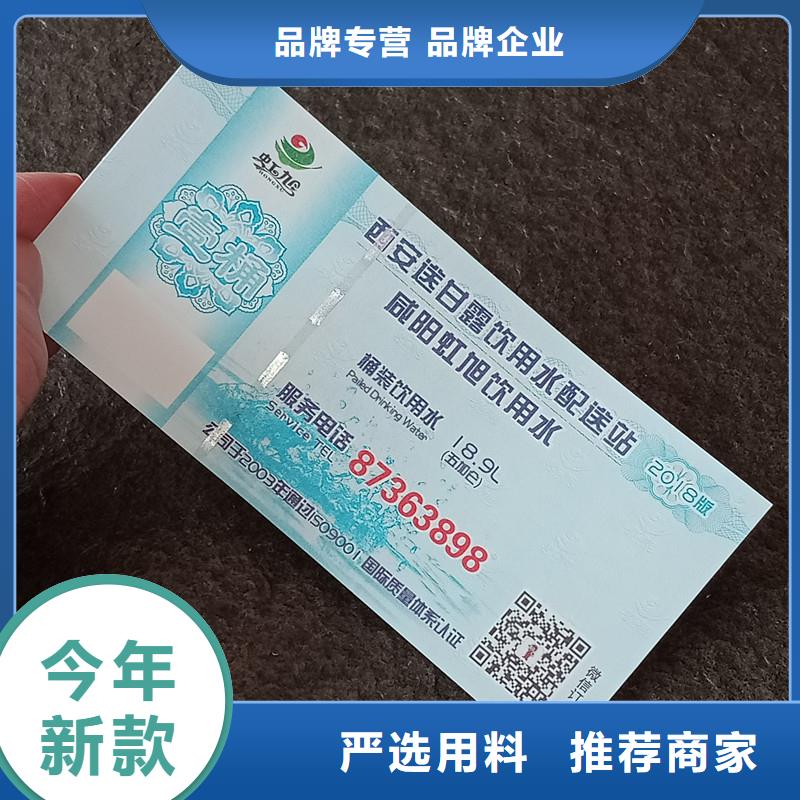 品牌专营 品牌企业
虹旭
HONGXU
壹桶
西安送甘露饮用水配送站
咸阳虹旭饮用水
桶装饮用水
Pailed Drinking Water
18.9L
(五加仑)
服务电话
Service TEL
87363898
公司于2003年通过ISO9001国际质量体系认证
2018版
微信订
今年
新款
严选用料 推荐商家